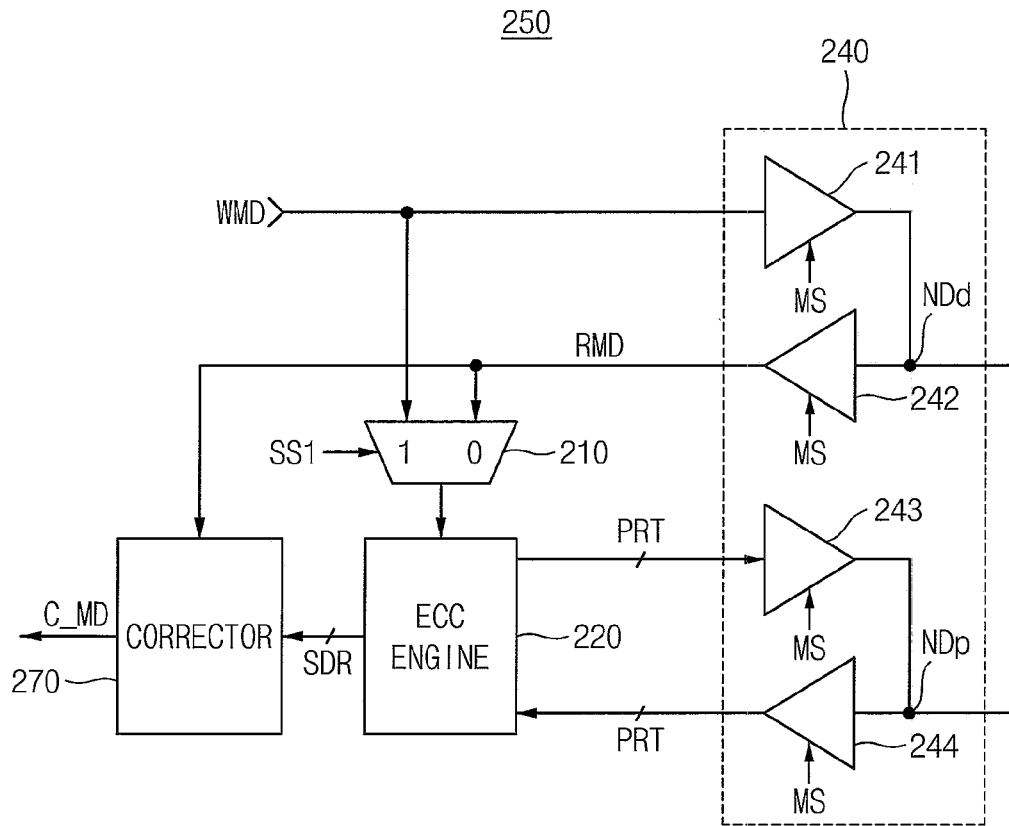 250
240
241
WMD
MS
NDd
RMD
242
MS
SS1
1 0
210
243
PRT
C_MD
CORRECTOR
ECC
ENGINE
220
MS
NDp
270
SDR
PRT
244
MS